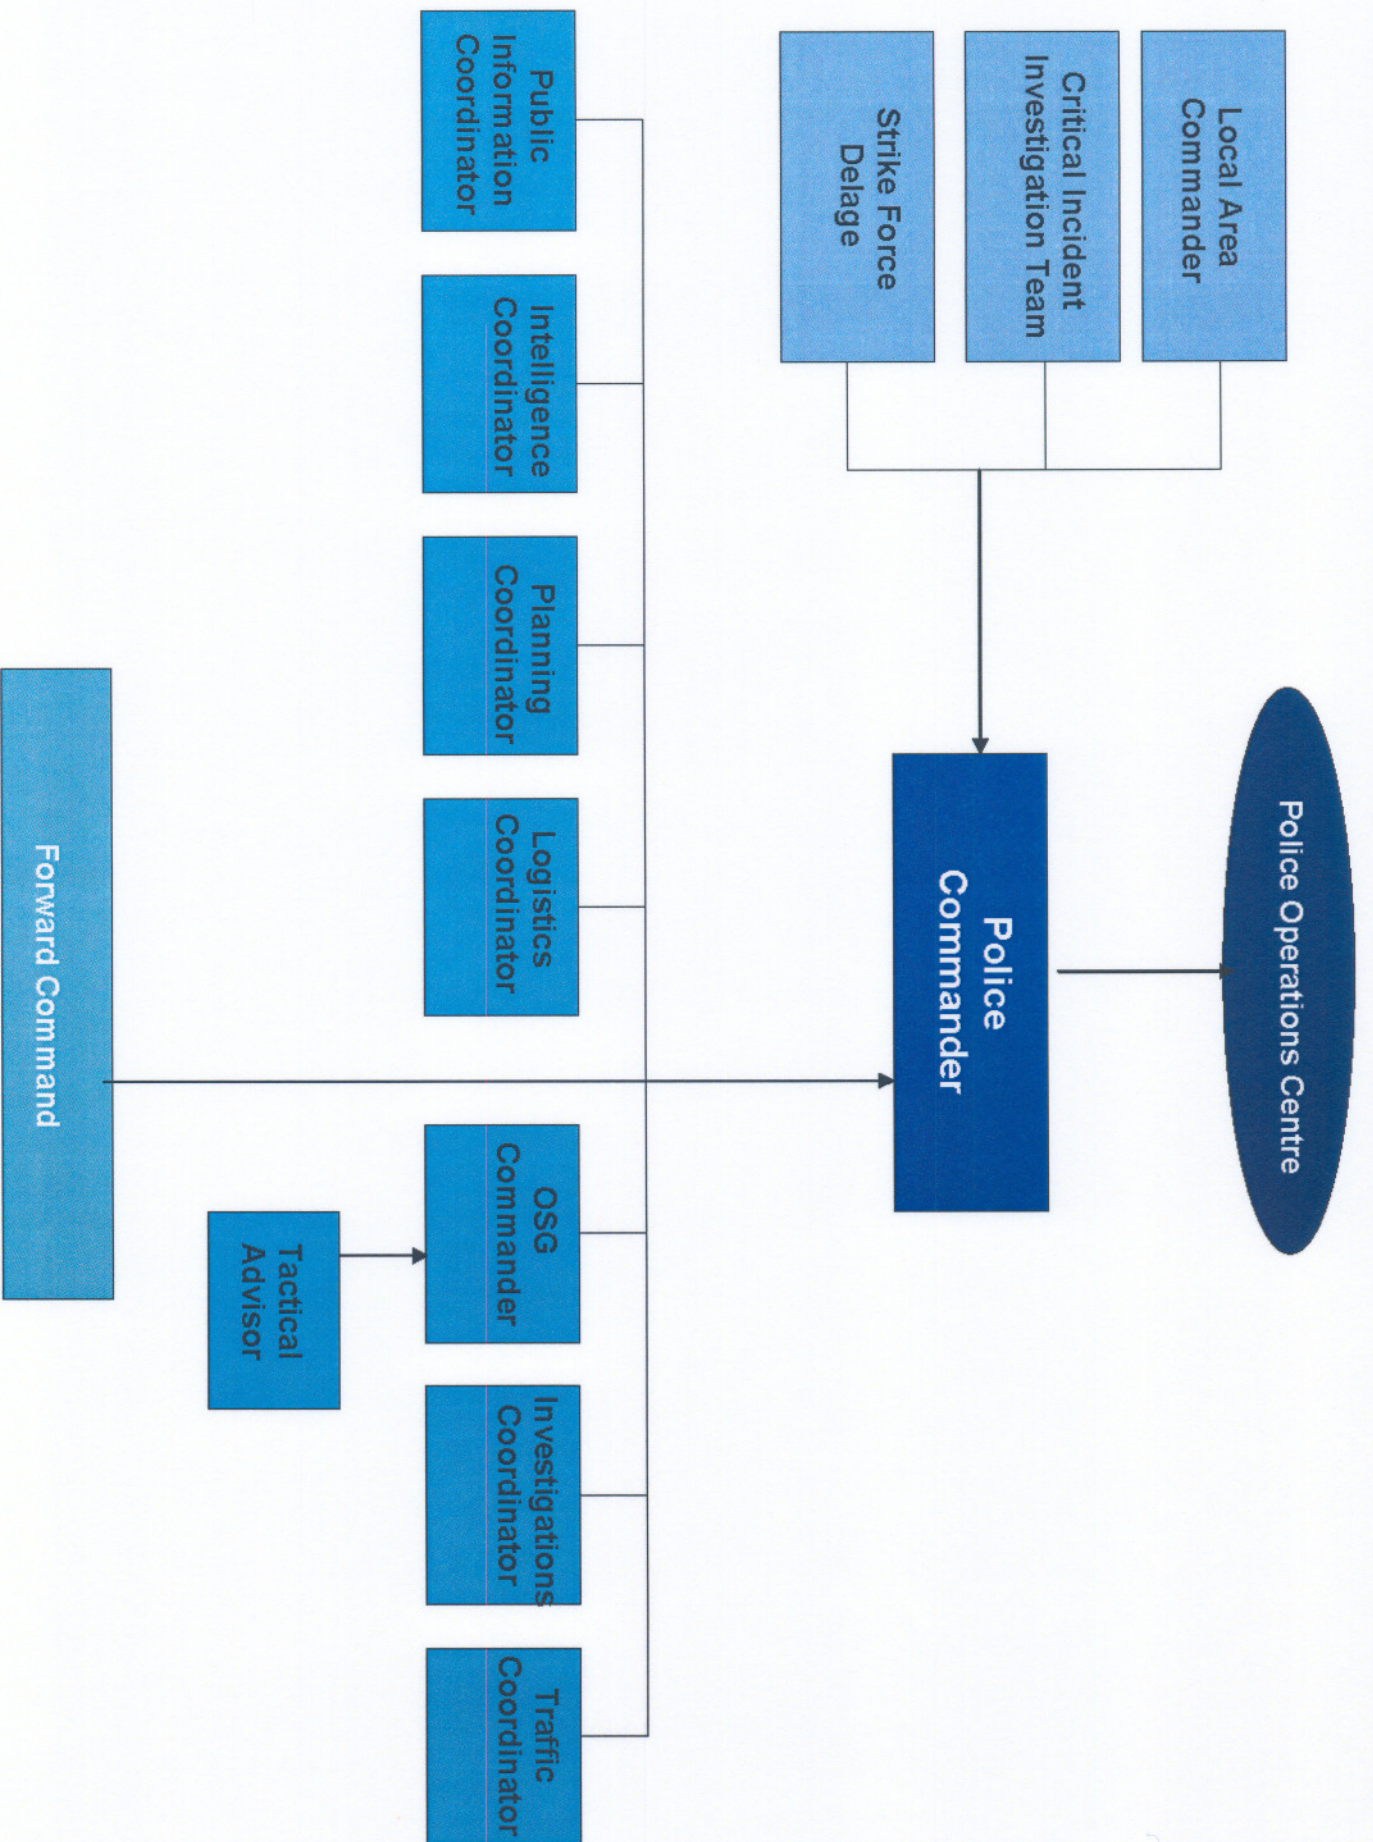 Police Operations Centre
Local Area
Commander
Critical Incident
Investigation Team
Strike Force
Delage
Police
Commander
Public
Information
Coordinator
Intelligence
Coordinator
Planning
Coordinator
Logistics
Coordinator
OSG
Commander
Investigations
Coordinator
Traffic
Coordinator
Tactical
Advisor
Forward Command